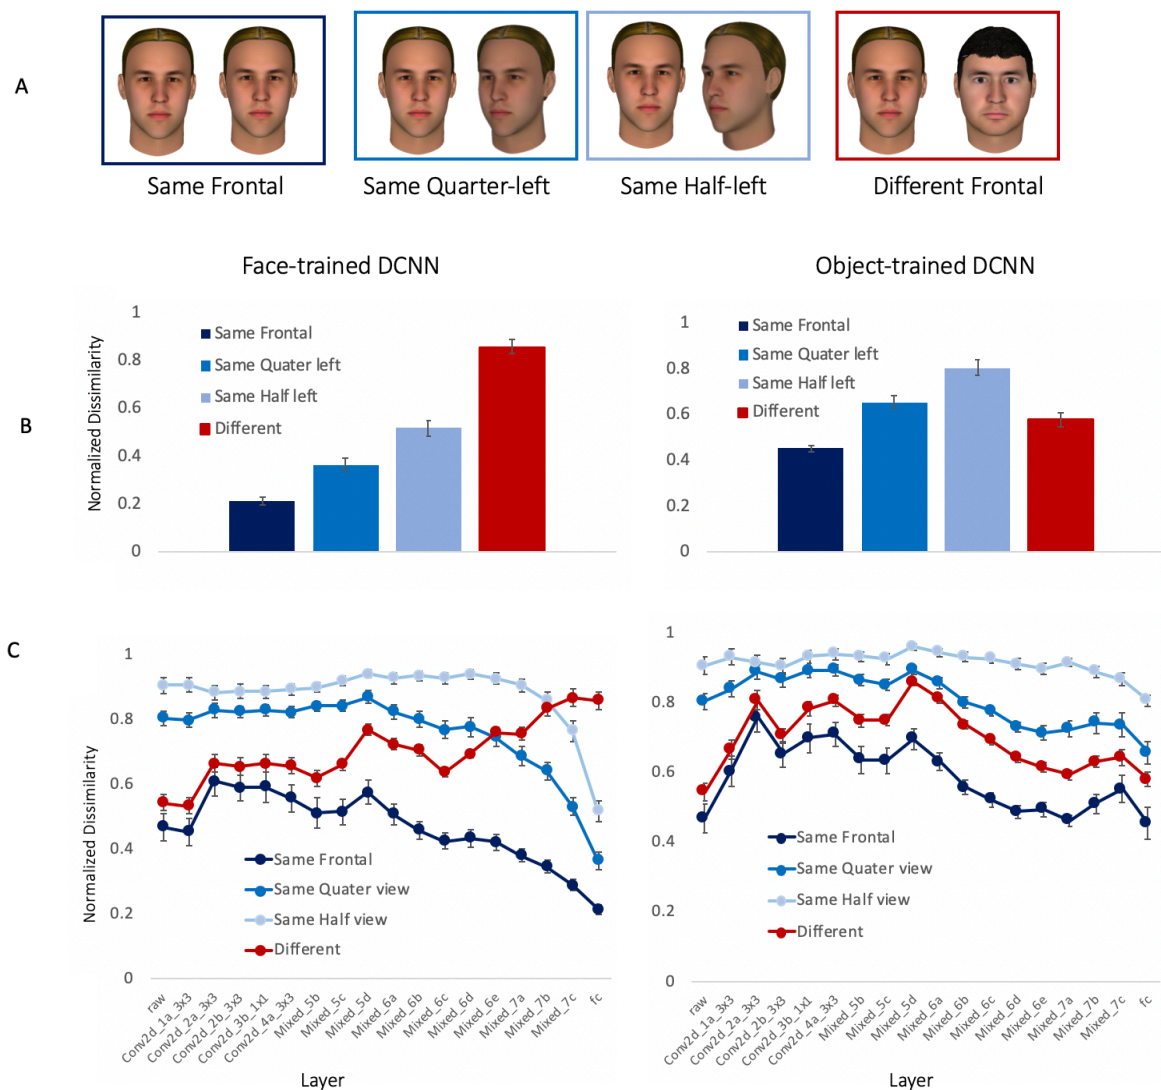 A
Same Frontal
Same Quarter-left
Same Half-left
Different Frontal
B
Face-trained DCNN
Normalized Dissimilarity
1
0.8
0.6
0.4
0.2
0
Same Frontal
Same Quater left
Same Half left
Different
Object-trained DCNN
1
0.8
0.6
0.4
0.2
0
Same Frontal
Same Quater left
Same Half left
Different
C
Normalized Dissimilarity
1
0.8
0.6
0.4
0.2
0
Same Frontal
Same Quater view
Same Half view
Different
raw
Conv2d_1a_3x3
Conv2d_2a_3x3
Conv2d_2b_3x3
Conv2d_3b_1x1
Conv2d_4a_3x3
Mixed_5b
Mixed_5c
Mixed_5d
Mixed_6a
Mixed_6b
Mixed_6c
Mixed_6d
Mixed_6e
Mixed_7a
Mixed_7b
Mixed_7c
fc
Layer
1
0.8
0.6
0.4
0.2
0
Same Frontal
Same Quater view
Same Half view
Different
raw
Conv2d_1a_3x3
Conv2d_2a_3x3
Conv2d_2b_3x3
Conv2d_3b_1x1
Conv2d_4a_3x3
Mixed_5b
Mixed_5c
Mixed_5d
Mixed_6a
Mixed_6b
Mixed_6c
Mixed_6d
Mixed_6e
Mixed_7a
Mixed_7b
Mixed_7c
fc
Layer